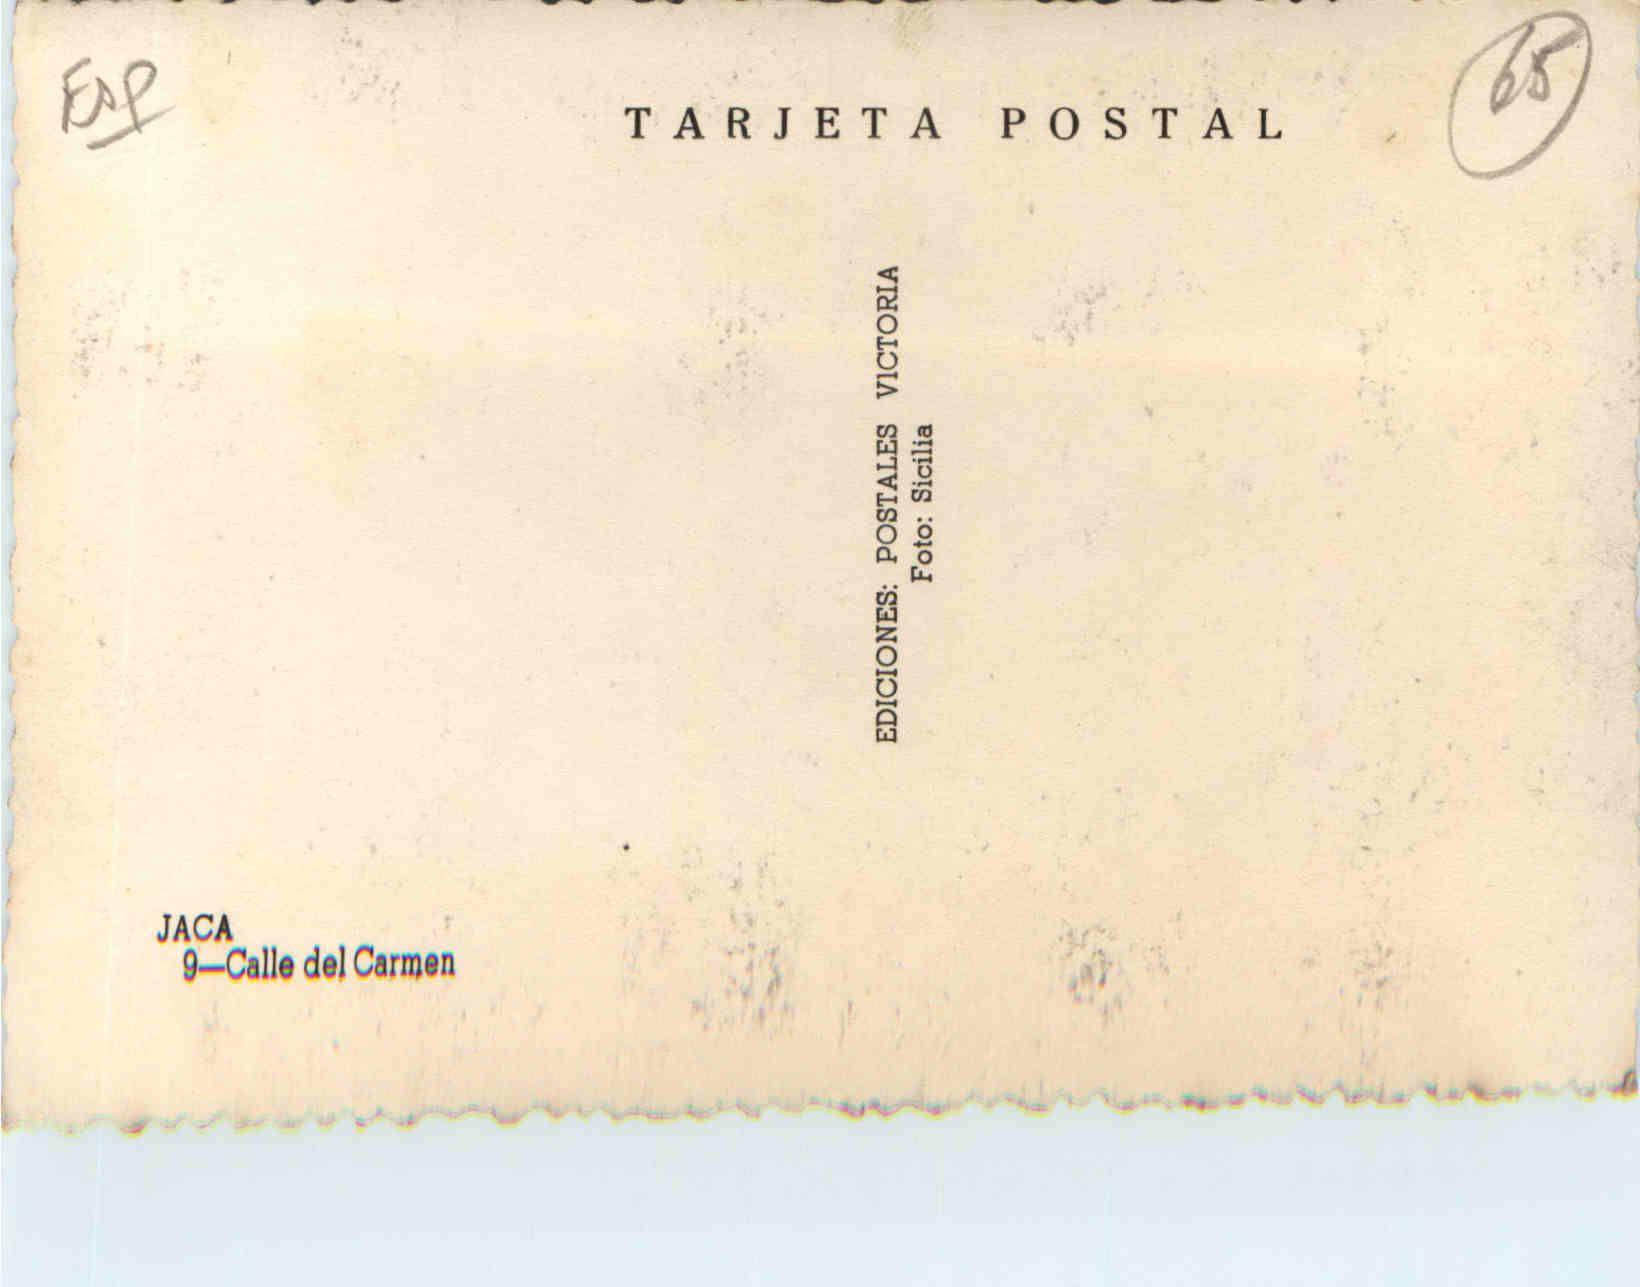 ESP
65
TARJETA POSTAL
EDICIONES: POSTALES VICTORIA
Foto: Sicilia
JACA
9—Calle del Carmen